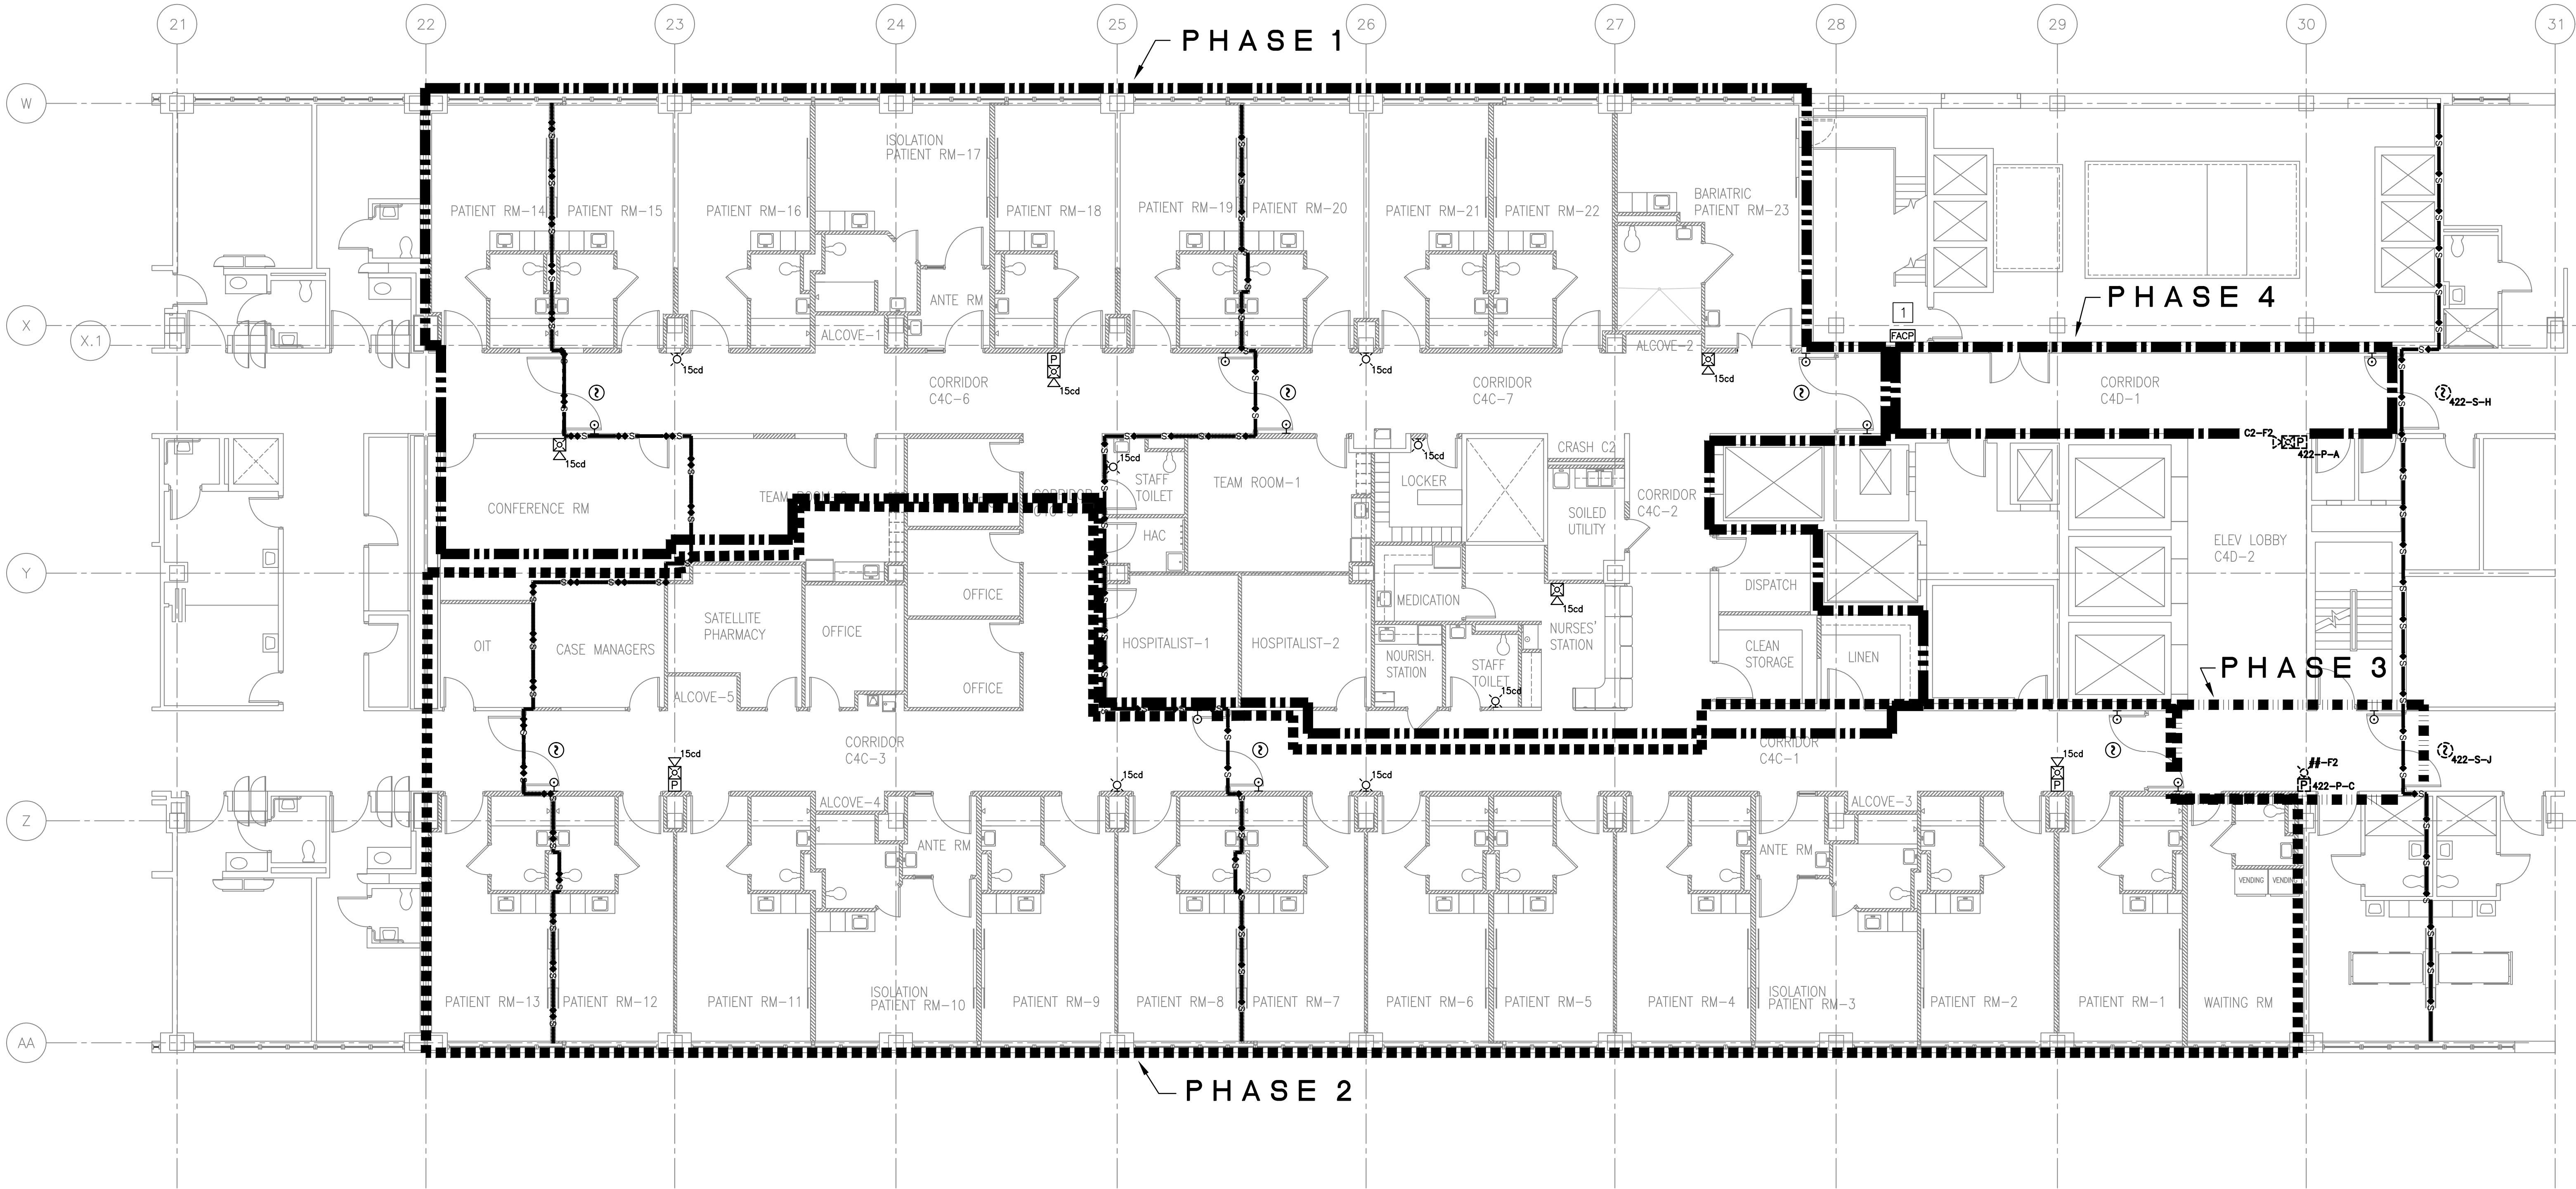 PHASE 1
21
22
23
24
25
26
27
28
29
30
31
W
ISOLATION
PATIENT RM-17
PATIENT RM-14
PATIENT RM-15
PATIENT RM-16
PATIENT RM-18
PATIENT RM-19
PATIENT RM-20
PATIENT RM-21
PATIENT RM-22
BARIATRIC
PATIENT RM-23
ANTE RM
PHASE 4
1
X
X.1
ALCOVE-1
ALCOVE-2
FACP
15cd
P
15cd
15cd
15cd
CORRIDOR
C4C-6
CORRIDOR
C4C-7
CORRIDOR
C4D-1
422-S-H
C2-F2
P
422-P-A
15cd
15cd
15cd
CRASH C2
STAFF
TOILET
TEAM ROOM-1
LOCKER
CONFERENCE RM
SOILED
UTILITY
CORRIDOR
C4C-2
HAC
ELEV LOBBY
C4D-2
Y
DISPATCH
OFFICE
MEDICATION
15cd
SATELLITE
PHARMACY
OFFICE
OIT
CASE MANAGERS
HOSPITALIST-1
HOSPITALIST-2
NURSES'
STATION
NOURISH.
STATION
STAFF
TOILET
CLEAN
STORAGE
LINEN
PHASE 3
OFFICE
ALCOVE-5
15cd
CORRIDOR
C4C-3
CORRIDOR
C4C-1
422-S-J
15cd
P
15cd
15cd
15cd
P
##-F2
P
422-P-C
ALCOVE-4
ALCOVE-3
Z
ANTE RM
ANTE RM
VENDING
VENDING
PATIENT RM-13
PATIENT RM-12
PATIENT RM-11
ISOLATION
PATIENT RM-10
PATIENT RM-9
PATIENT RM-8
PATIENT RM-7
PATIENT RM-6
PATIENT RM-5
PATIENT RM-4
ISOLATION
PATIENT RM-3
PATIENT RM-2
PATIENT RM-1
WAITING RM
AA
PHASE 2